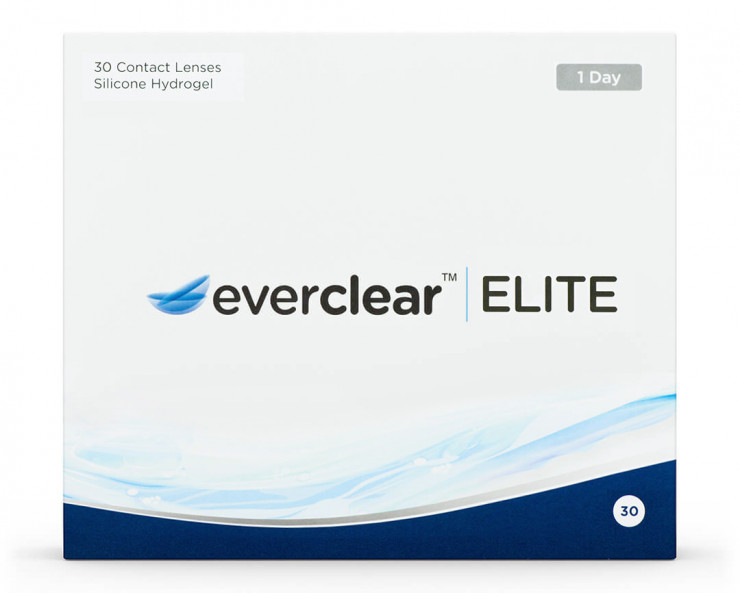 30 Contact Lenses
Silicone Hydrogel
1 Day
everclear™ ELITE
30